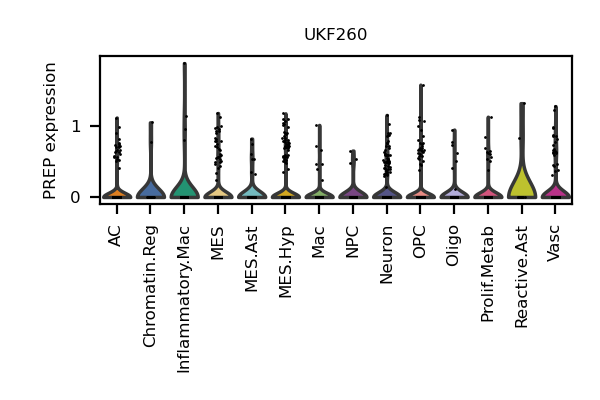 UKF260
PREP expression
1
0
AC
Chromatin.Reg
Inflammatory.Mac
MES
MES.Ast
MES.Hyp
Mac
NPC
Neuron
OPC
Oligo
Prolif.Metab
Reactive.Ast
Vasc